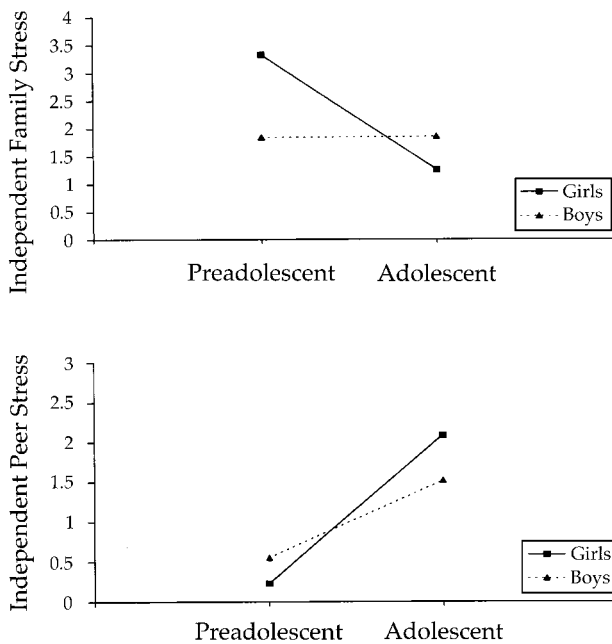 Independent Family Stress
4
3.5
3
2.5
2
1.5
1
0.5
0
Girls
Boys
Preadolescent Adolescent
Independent Peer Stress
3
2.5
2
1.5
1
0.5
0
Girls
Boys
Preadolescent Adolescent